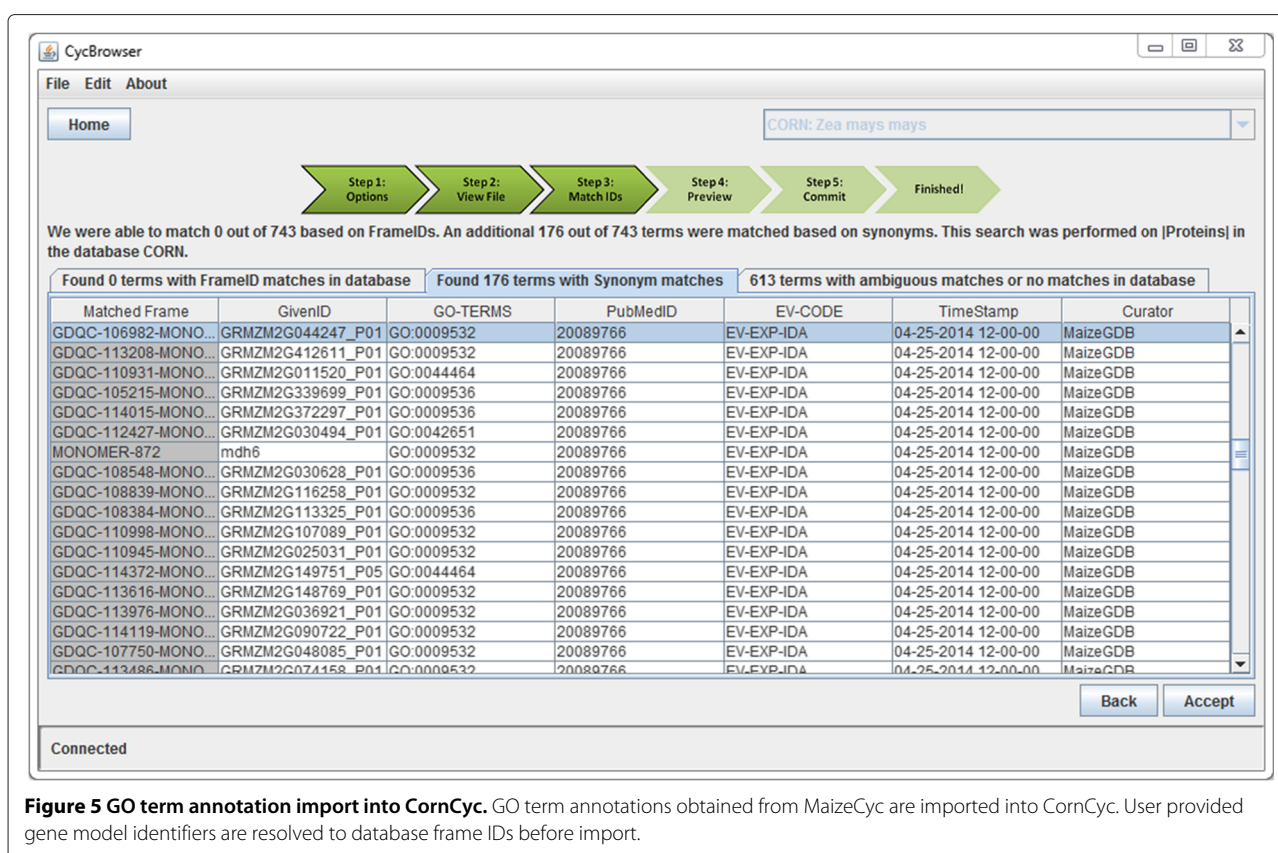 CycBrowser
File Edit About
Home
CORN: Zea mays mays
Step 1: Options
Step 2: View File
Step 3: Match IDs
Step 4: Preview
Step 5: Commit
Finished!
We were able to match 0 out of 743 based on FrameIDs. An additional 176 out of 743 terms were matched based on synonyms. This search was performed on |Proteins| in
the database CORN.
Found 0 terms with FrameID matches in database Found 176 terms with Synonym matches 613 terms with ambiguous matches or no matches in database
Matched Frame GivenID GO-TERMS PubMedID EV-CODE TimeStamp Curator
GDQC-106982-MONO... GRMZM2G044247_P01 GO:0009532 20089766 EV-EXP-IDA 04-25-2014 12-00-00 MaizeGDB
GDQC-113208-MONO... GRMZM2G412611_P01 GO:0009532 20089766 EV-EXP-IDA 04-25-2014 12-00-00 MaizeGDB
GDQC-110931-MONO... GRMZM2G011520_P01 GO:0044464 20089766 EV-EXP-IDA 04-25-2014 12-00-00 MaizeGDB
GDQC-105215-MONO... GRMZM2G339699_P01 GO:0009536 20089766 EV-EXP-IDA 04-25-2014 12-00-00 MaizeGDB
GDQC-114015-MONO... GRMZM2G372297_P01 GO:0009536 20089766 EV-EXP-IDA 04-25-2014 12-00-00 MaizeGDB
GDQC-112427-MONO... GRMZM2G030494_P01 GO:0042651 20089766 EV-EXP-IDA 04-25-2014 12-00-00 MaizeGDB
MONOMER-872 mdh6 GO:0009532 20089766 EV-EXP-IDA 04-25-2014 12-00-00 MaizeGDB
GDQC-108548-MONO... GRMZM2G030628_P01 GO:0009536 20089766 EV-EXP-IDA 04-25-2014 12-00-00 MaizeGDB
GDQC-108839-MONO... GRMZM2G116258_P01 GO:0009532 20089766 EV-EXP-IDA 04-25-2014 12-00-00 MaizeGDB
GDQC-108384-MONO... GRMZM2G113325_P01 GO:0009536 20089766 EV-EXP-IDA 04-25-2014 12-00-00 MaizeGDB
GDQC-110998-MONO... GRMZM2G107089_P01 GO:0009532 20089766 EV-EXP-IDA 04-25-2014 12-00-00 MaizeGDB
GDQC-110945-MONO... GRMZM2G025031_P01 GO:0009532 20089766 EV-EXP-IDA 04-25-2014 12-00-00 MaizeGDB
GDQC-114372-MONO... GRMZM2G149751_P05 GO:0044464 20089766 EV-EXP-IDA 04-25-2014 12-00-00 MaizeGDB
GDQC-113616-MONO... GRMZM2G148769_P01 GO:0009532 20089766 EV-EXP-IDA 04-25-2014 12-00-00 MaizeGDB
GDQC-113976-MONO... GRMZM2G036921_P01 GO:0009532 20089766 EV-EXP-IDA 04-25-2014 12-00-00 MaizeGDB
GDQC-114119-MONO... GRMZM2G090722_P01 GO:0009532 20089766 EV-EXP-IDA 04-25-2014 12-00-00 MaizeGDB
GDQC-107750-MONO... GRMZM2G048085_P01 GO:0009532 20089766 EV-EXP-IDA 04-25-2014 12-00-00 MaizeGDB
GDQC-113486-MONO... GRMZM2G074158_P01 GO:0009532 20089766 EV-EXP-IDA 04-25-2014 12-00-00 MaizeGDB
Back Accept
Connected
Figure 5 GO term annotation import into CornCyc. GO term annotations obtained from MaizeCyc are imported into CornCyc. User provided
gene model identifiers are resolved to database frame IDs before import.